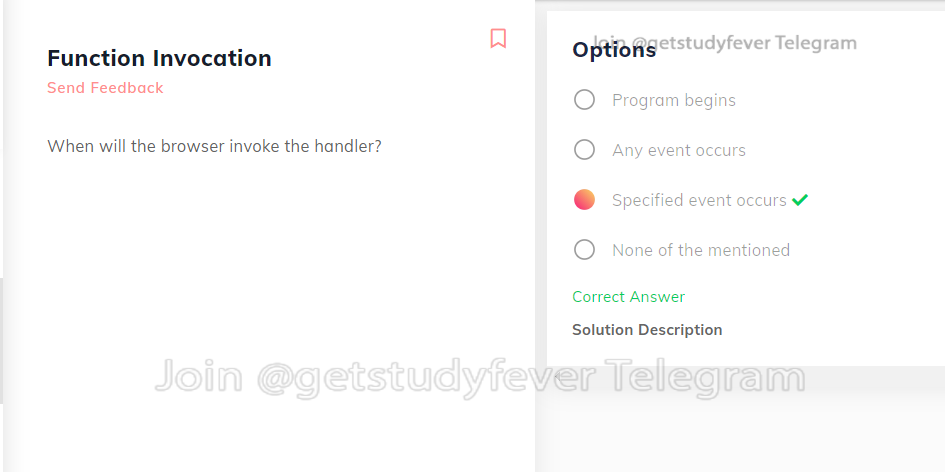 Function Invocation
Send Feedback
When will the browser invoke the handler?
Join @getstudyfever Telegram
Options
Program begins
Any event occurs
Specified event occurs
None of the mentioned
Correct Answer
Solution Description
Join @getstudyfever Telegram